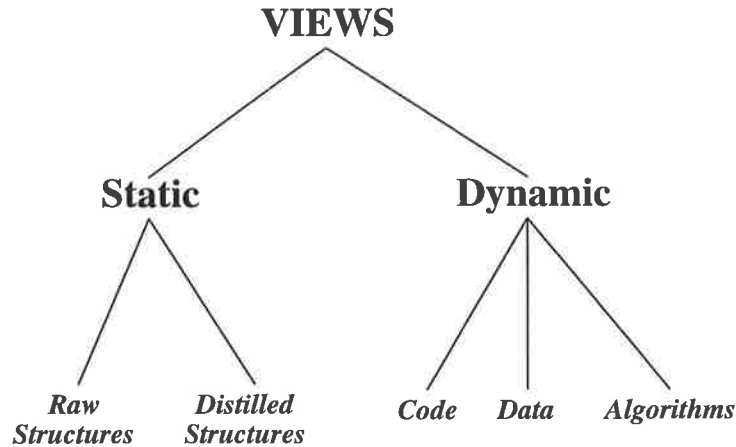 VIEWS
Static
Dynamic
Raw
Structures
Distilled
Structures
Code
Data
Algorithms